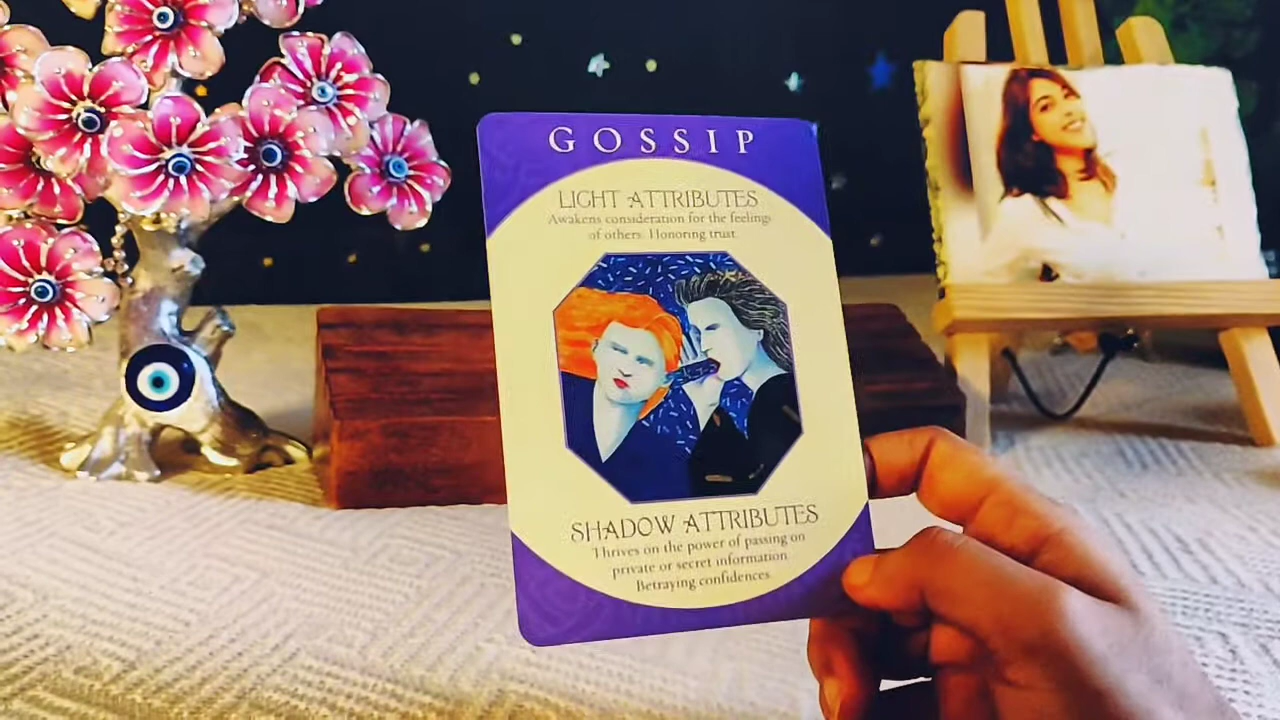 GOSSIP
LIGHT ATTRIBUTES
Awakens consideration for the feelings
of others. Honoring trust.
SHADOW ATTRIBUTES
Thrives on the power of passing on
private or secret information.
Betraying confidences.